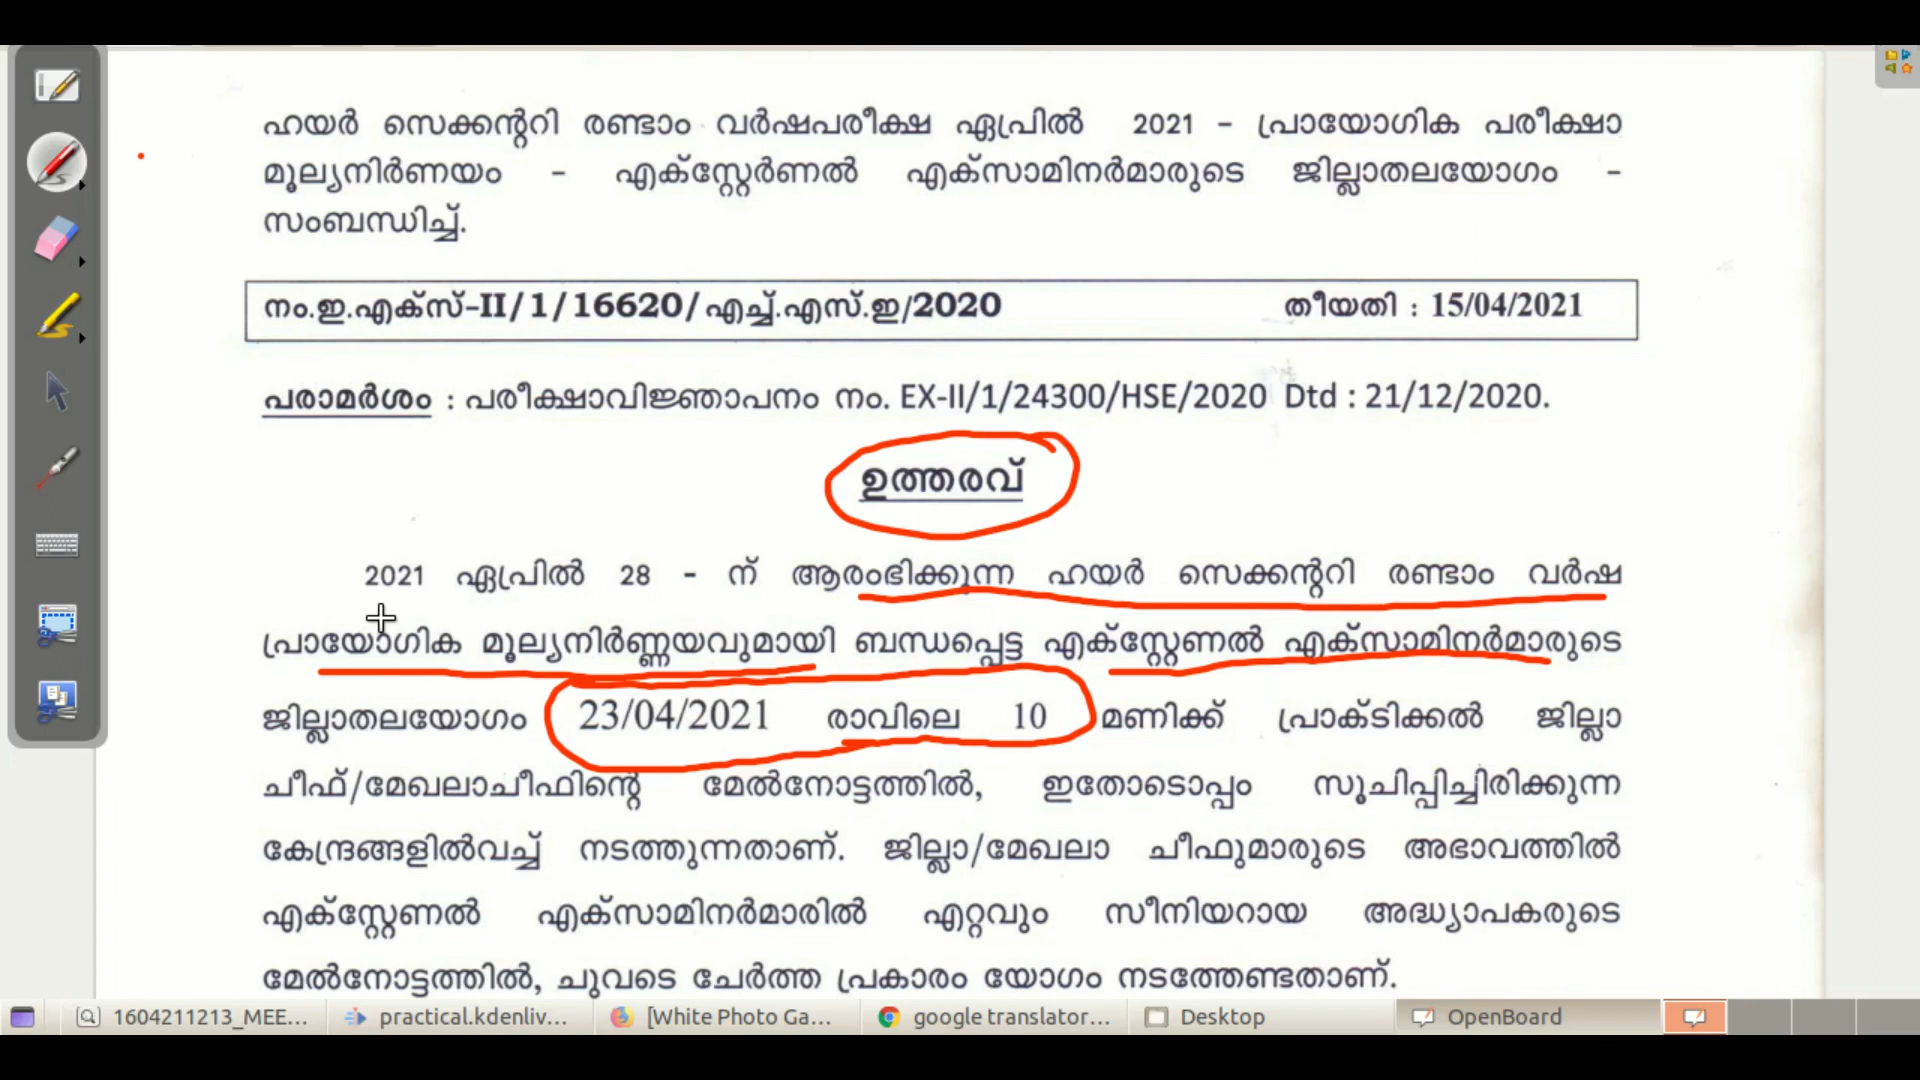 ഹയർ സെക്കന്ററി രണ്ടാം വർഷപരീക്ഷ ഏപ്രിൽ 2021 - പ്രായോഗിക പരീക്ഷാ
മൂല്യനിർണയം - എക്സ്റ്റേർണൽ എക്സാമിനർമാരുടെ ജില്ലാതലയോഗം -
സംബന്ധിച്ച്.
നം.ഇ.എക്സ്-II/1/16620/എച്ച്.എസ്.ഇ/2020 തീയതി : 15/04/2021
പരാമർശം : പരീക്ഷാവിജ്ഞാപനം നം. EX-II/1/24300/HSE/2020 Dtd : 21/12/2020.
ഉത്തരവ്
2021 ഏപ്രിൽ 28 - ന് ആരംഭിക്കുന്ന ഹയർ സെക്കന്ററി രണ്ടാം വർഷ
പ്രായോഗിക മൂല്യനിർണ്ണയവുമായി ബന്ധപ്പെട്ട എക്സ്റ്റേണൽ എക്സാമിനർമാരുടെ
ജില്ലാതലയോഗം 23/04/2021 രാവിലെ 10 മണിക്ക് പ്രാക്ടിക്കൽ ജില്ലാ
ചീഫ്/മേഖലാചീഫിന്റെ മേൽനോട്ടത്തിൽ, ഇതോടൊപ്പം സൂചിപ്പിച്ചിരിക്കുന്ന
കേന്ദ്രങ്ങളിൽവച്ച് നടത്തുന്നതാണ്. ജില്ലാ/മേഖലാ ചീഫുമാരുടെ അഭാവത്തിൽ
എക്സ്റ്റേണൽ എക്സാമിനർമാരിൽ എറ്റവും സീനിയറായ അദ്ധ്യാപകരുടെ
മേൽനോട്ടത്തിൽ, ചുവടെ ചേർത്ത പ്രകാരം യോഗം നടത്തേണ്ടതാണ്.
1604211213_MEE... practical.kdenliv... [White Photo Ga... google translator... Desktop OpenBoard